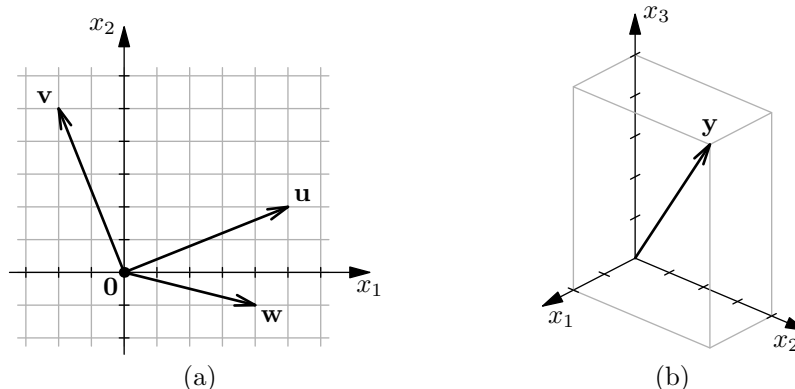 x₂
v
u
0
x₁
w
(a)
x₃
y
x₁
x₂
(b)